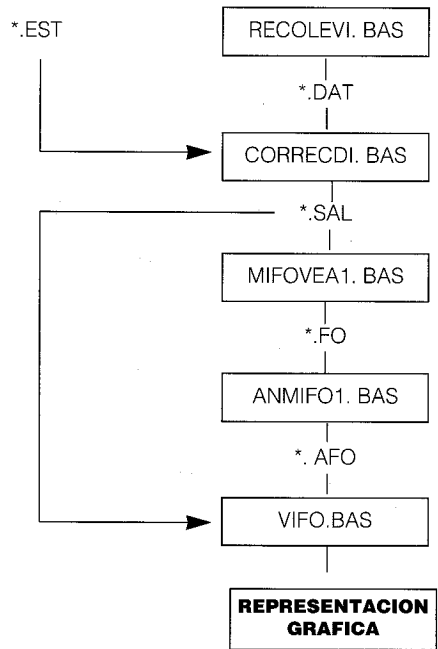 *.EST
RECOLEVI. BAS
*.DAT
CORRECDI. BAS
*.SAL
MIFOVEA1. BAS
*.FO
ANMIFO1. BAS
*. AFO
VIFO.BAS
REPRESENTACION
GRAFICA